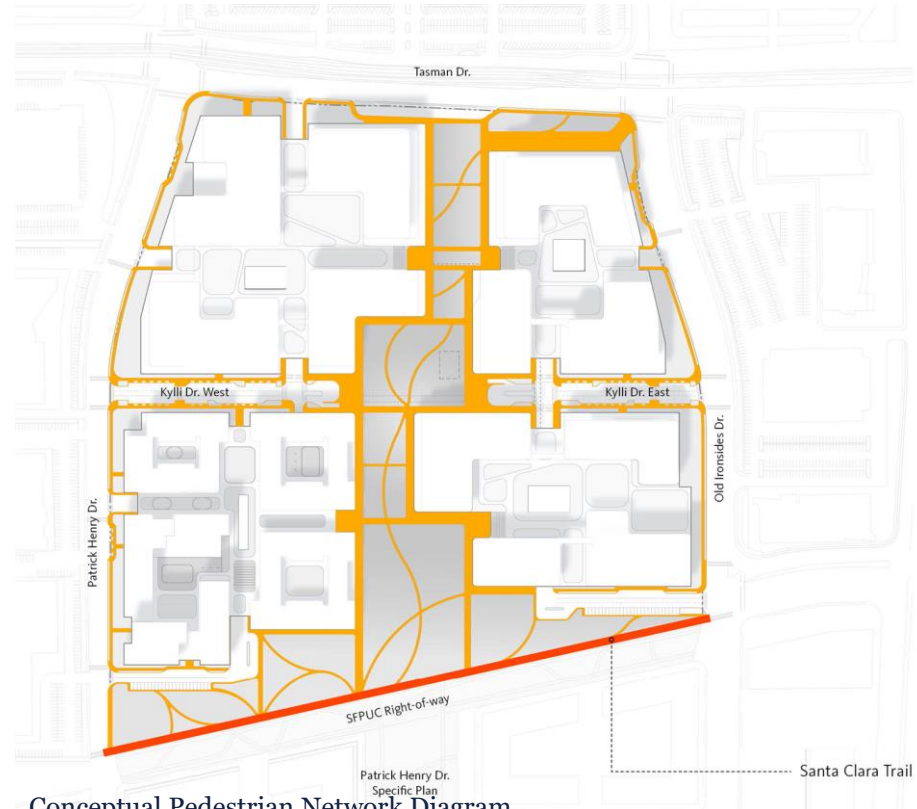 Tasman Dr.
Kylli Dr. West
Kylli Dr. East
Old Ironsides Dr.
Patrick Henry Dr.
SFPUC Right-of-way
Santa Clara Trail
Patrick Henry Dr.
Specific Plan
Conceptual Pedestrian Network Diagram